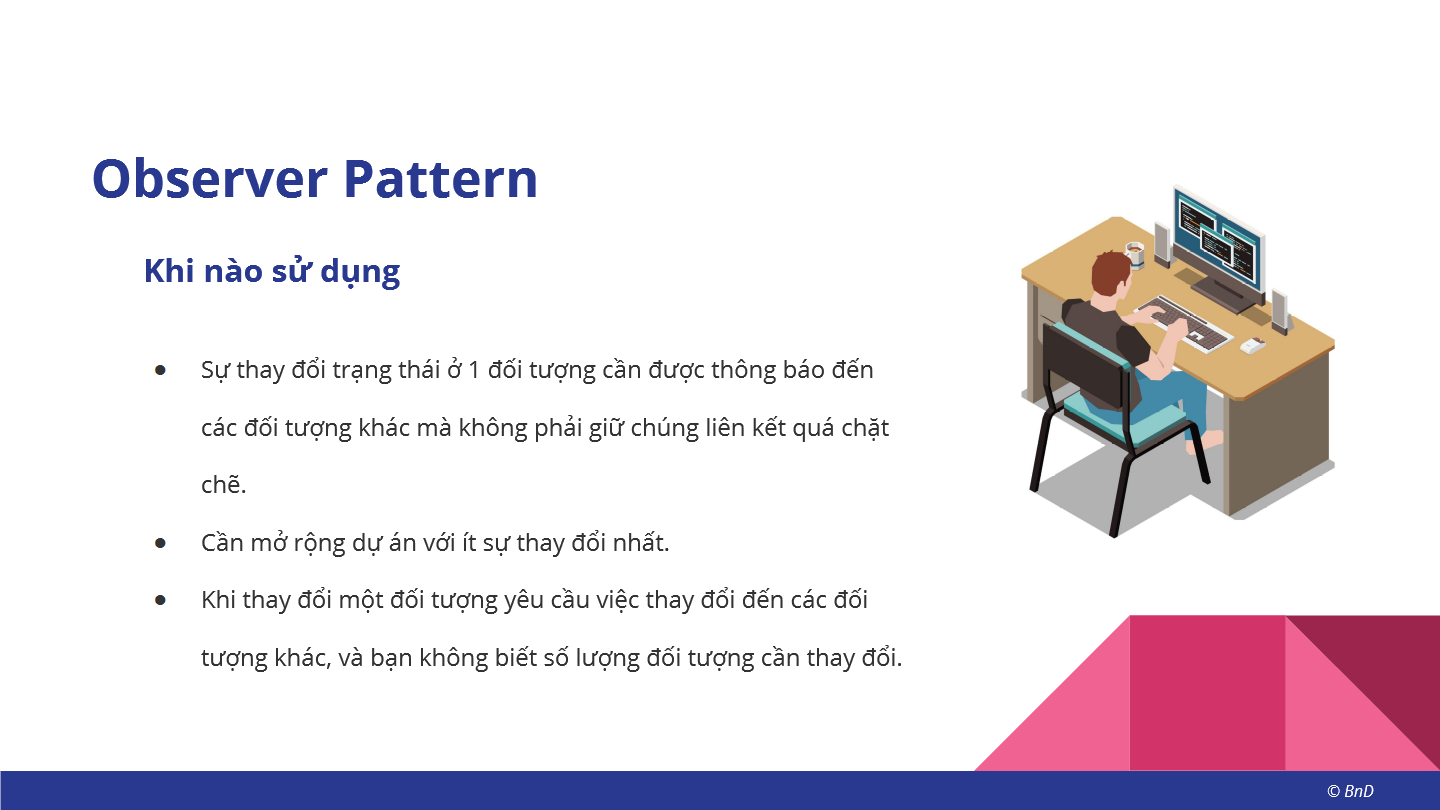 Observer Pattern
Khi nào sử dụng
● Sự thay đổi trạng thái ở 1 đối tượng cần được thông báo đến
các đối tượng khác mà không phải giữ chúng liên kết quá chặt
chẽ.
● Cần mở rộng dự án với ít sự thay đổi nhất.
● Khi thay đổi một đối tượng yêu cầu việc thay đổi đến các đối
tượng khác, và bạn không biết số lượng đối tượng cần thay đổi.
© BnD